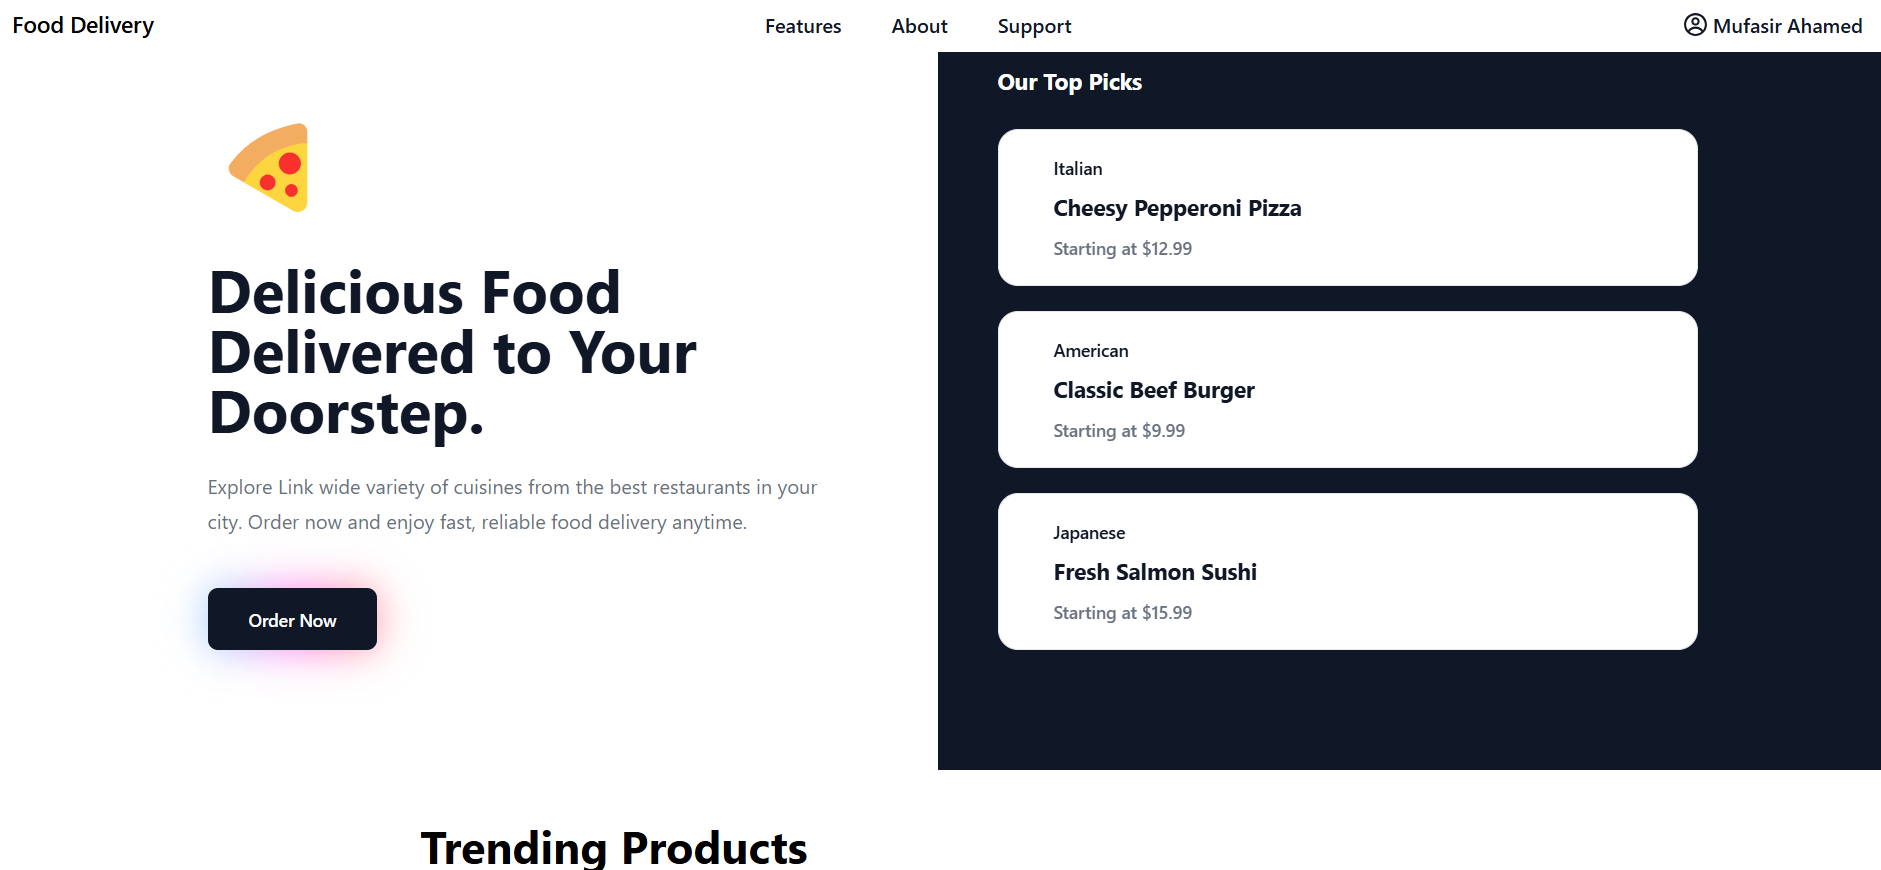 Food Delivery
Features
About
Support
Mufasir Ahamed
Delicious Food
Delivered to Your
Doorstep.
Explore Link wide variety of cuisines from the best restaurants in your
city. Order now and enjoy fast, reliable food delivery anytime.
Order Now
Our Top Picks
Italian
Cheesy Pepperoni Pizza
Starting at $12.99
American
Classic Beef Burger
Starting at $9.99
Japanese
Fresh Salmon Sushi
Starting at $15.99
Trending Products